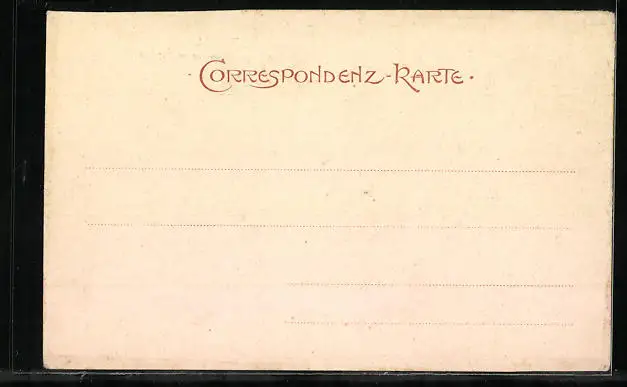 · CORRESPONDENZ-KARTE ·